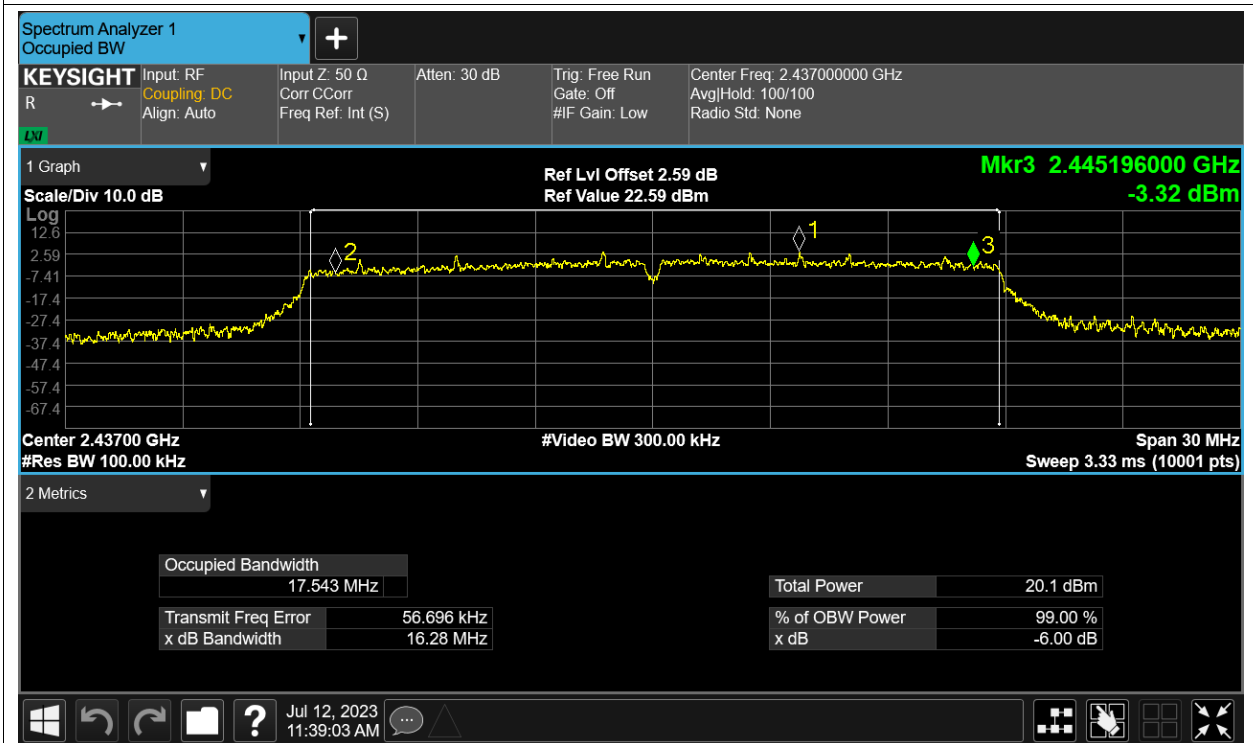 Spectrum Analyzer 1
Occupied BW
KEYSIGHT
R
LXI
Input: RF
Coupling: DC
Align: Auto
Input Z: 50 Ω
Corr CCorr
Freq Ref: Int (S)
Atten: 30 dB
Trig: Free Run
Gate: Off
#IF Gain: Low
Center Freq: 2.437000000 GHz
Avg|Hold: 100/100
Radio Std: None
1 Graph
Scale/Div 10.0 dB
Ref Lvl Offset 2.59 dB
Ref Value 22.59 dBm
Mkr3 2.445196000 GHz
-3.32 dBm
Log
12.6
2.59
-7.41
-17.4
-27.4
-37.4
-47.4
-57.4
-67.4
2
1
3
Center 2.43700 GHz
#Res BW 100.00 kHz
#Video BW 300.00 kHz
Span 30 MHz
Sweep 3.33 ms (10001 pts)
2 Metrics
Occupied Bandwidth
17.543 MHz
Transmit Freq Error 56.696 kHz
x dB Bandwidth 16.28 MHz
Total Power 20.1 dBm
% of OBW Power 99.00 %
x dB -6.00 dB
?
Jul 12, 2023
11:39:03 AM